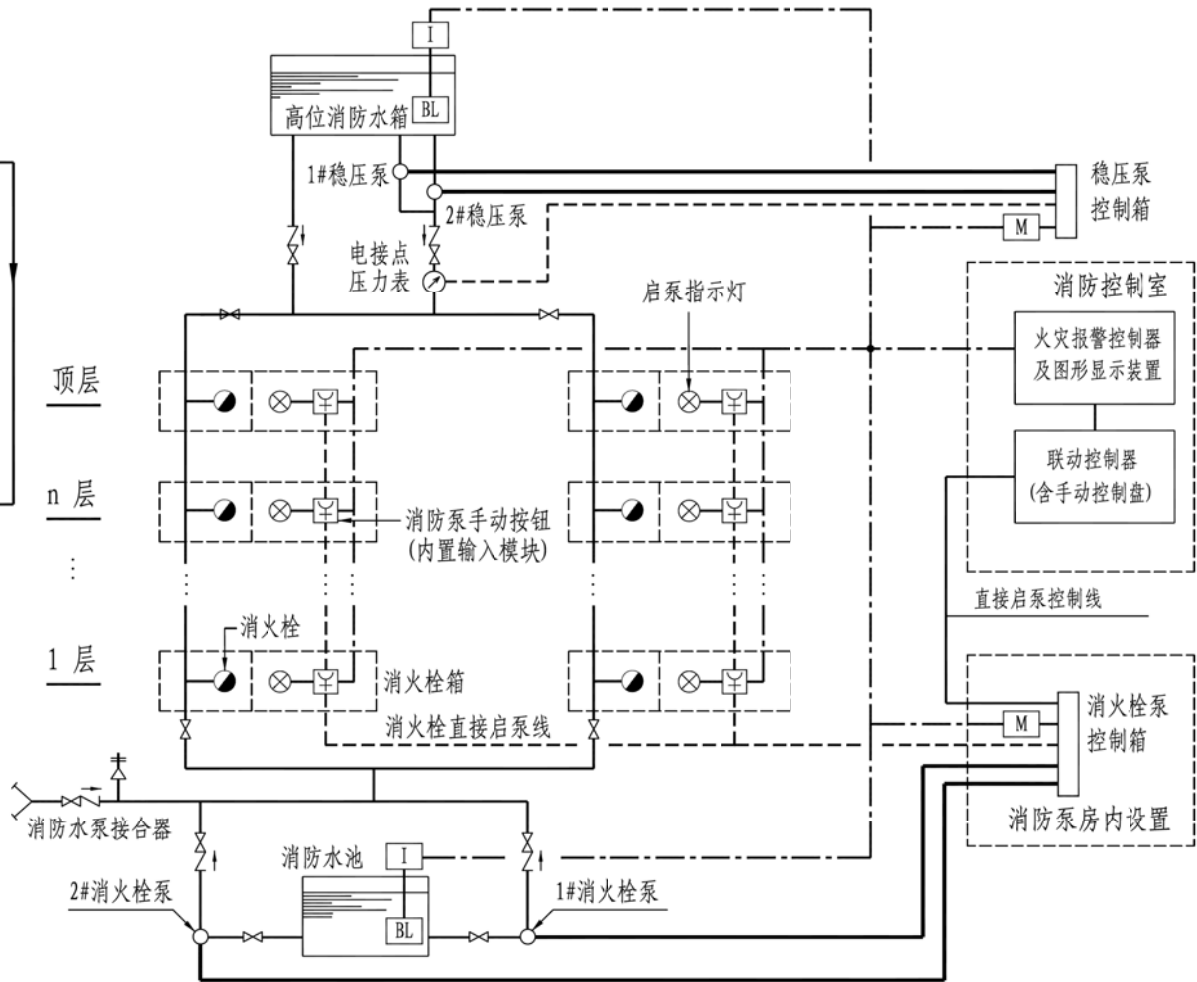 I
高位消防水箱
BL
1#稳压泵
2#稳压泵
稳压泵
控制箱
M
电接点
压力表
启泵指示灯
消防控制室
火灾报警控制器
及图形显示装置
联动控制器
(含手动控制盘)
顶层
n 层
消防泵手动按钮
(内置输入模块)
⋮
直接启泵控制线
消火栓
1 层
消火栓箱
消火栓直接启泵线
M
消火栓泵
控制箱
消防泵房内设置
消防水泵接合器
消防水池
I
BL
2#消火栓泵
1#消火栓泵